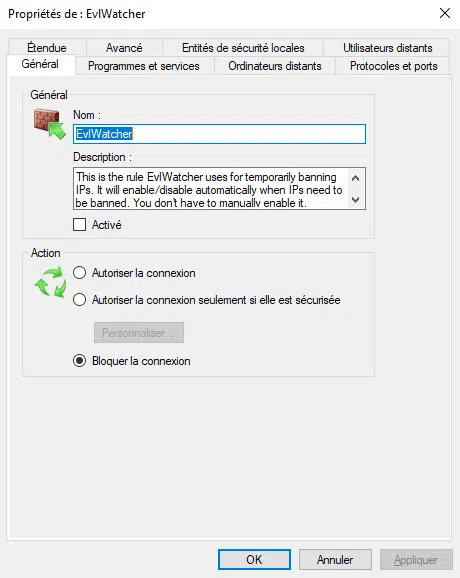 Propriétés de : EvlWatcher
Étendue Avancé Entités de sécurité locales Utilisateurs distants
Général Programmes et services Ordinateurs distants Protocoles et ports
Général
Nom :
EvlWatcher
Description :
This is the rule EvlWatcher uses for temporarily banning
IPs. It will enable/disable automatically when IPs need to
be banned. You don't have to manually enable it.
Activé
Action
Autoriser la connexion
Autoriser la connexion seulement si elle est sécurisée
Personnaliser...
Bloquer la connexion
OK Annuler Appliquer